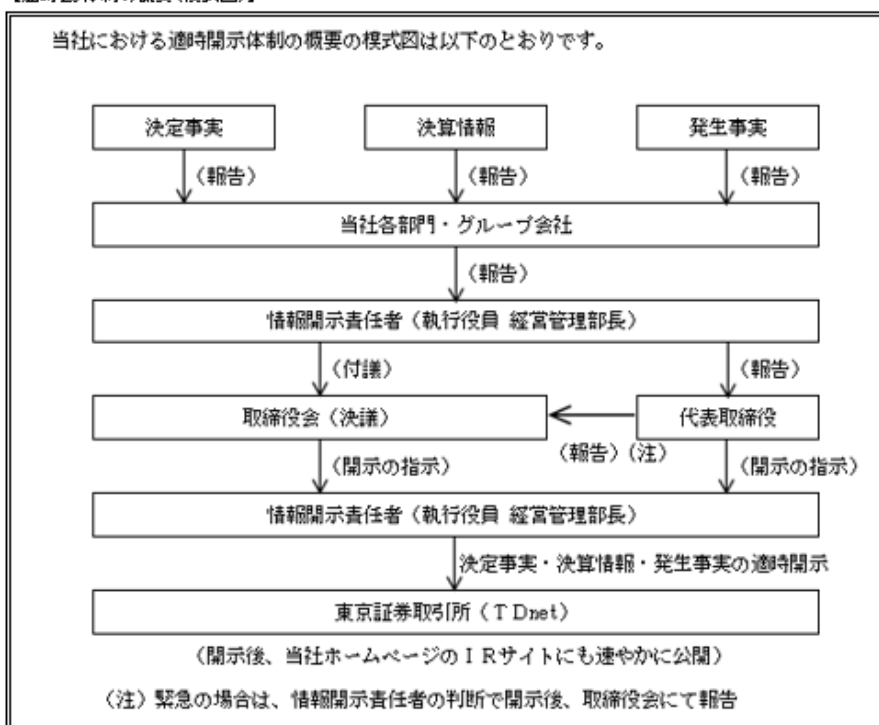 当社における適時開示体制の概要の模式図は以下のとおりです。
決定事実
決算情報
発生事実
(報告)
(報告)
(報告)
当社各部門・グループ会社
(報告)
情報開示責任者(執行役員 経営管理部長)
(付議)
(報告)
取締役会(決議)
代表取締役
(報告)(注)
(開示の指示)
(開示の指示)
情報開示責任者(執行役員 経営管理部長)
決定事実・決算情報・発生事実の適時開示
東京証券取引所(TDnet)
(開示後、当社ホームページのIRサイトにも速やかに公開)
(注)緊急の場合は、情報開示責任者の判断で開示後、取締役会にて報告